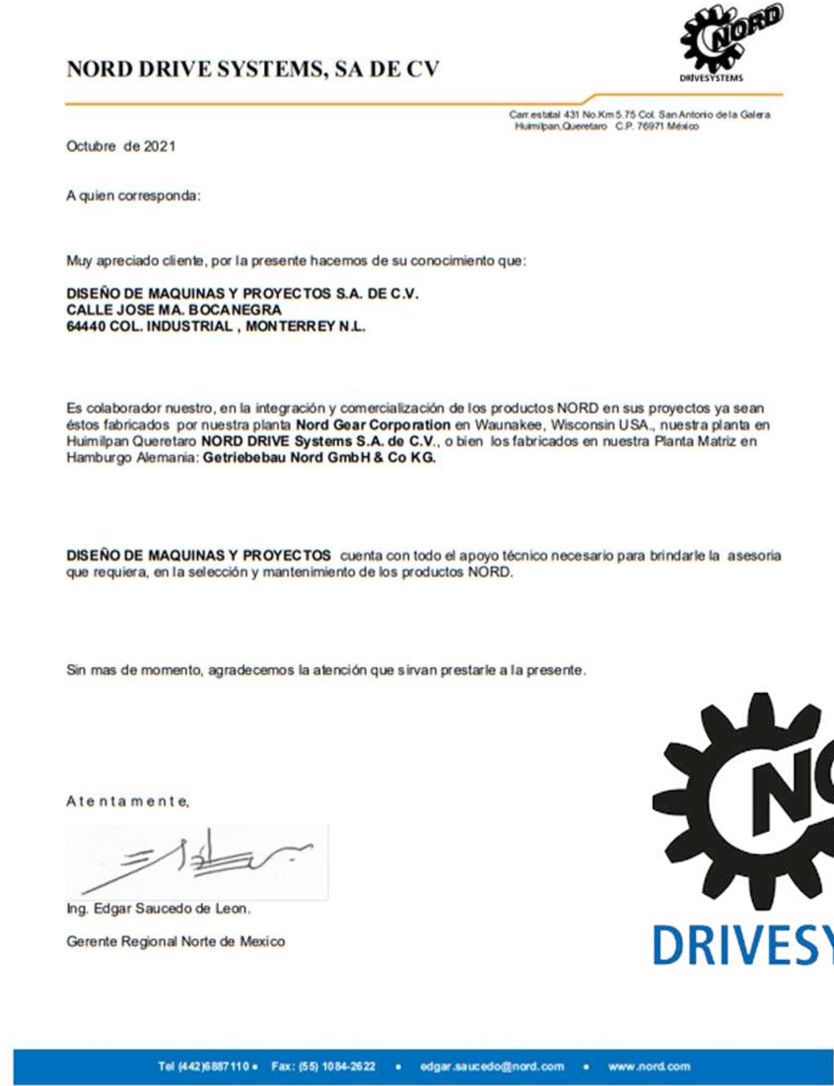 NORD
DRIVESYSTEMS
NORD DRIVE SYSTEMS, SA DE CV
Carr.estatal 431 No.Km 5.75 Col. San Antonio de la Galera
Huimilpan,Queretaro C.P. 76971 México
Octubre de 2021
A quien corresponda:
Muy apreciado cliente, por la presente hacemos de su conocimiento que:
DISEÑO DE MAQUINAS Y PROYECTOS S.A. DE C.V.
CALLE JOSE MA. BOCANEGRA
64440 COL. INDUSTRIAL , MONTERREY N.L.
Es colaborador nuestro, en la integración y comercialización de los productos NORD en sus proyectos ya sean
éstos fabricados por nuestra planta Nord Gear Corporation en Waunakee, Wisconsin USA., nuestra planta en
Huimilpan Queretaro NORD DRIVE Systems S.A. de C.V., o bien los fabricados en nuestra Planta Matriz en
Hamburgo Alemania: Getriebebau Nord GmbH & Co KG.
DISEÑO DE MAQUINAS Y PROYECTOS cuenta con todo el apoyo técnico necesario para brindarle la asesoria
que requiera, en la selección y mantenimiento de los productos NORD.
Sin mas de momento, agradecemos la atención que sirvan prestarle a la presente.
Atentamente,
Ing. Edgar Saucedo de Leon.
Gerente Regional Norte de Mexico
NO
DRIVESY
Tel (442)6887110 • Fax: (55) 1084-2622 • edgar.saucedo@nord.com • www.nord.com